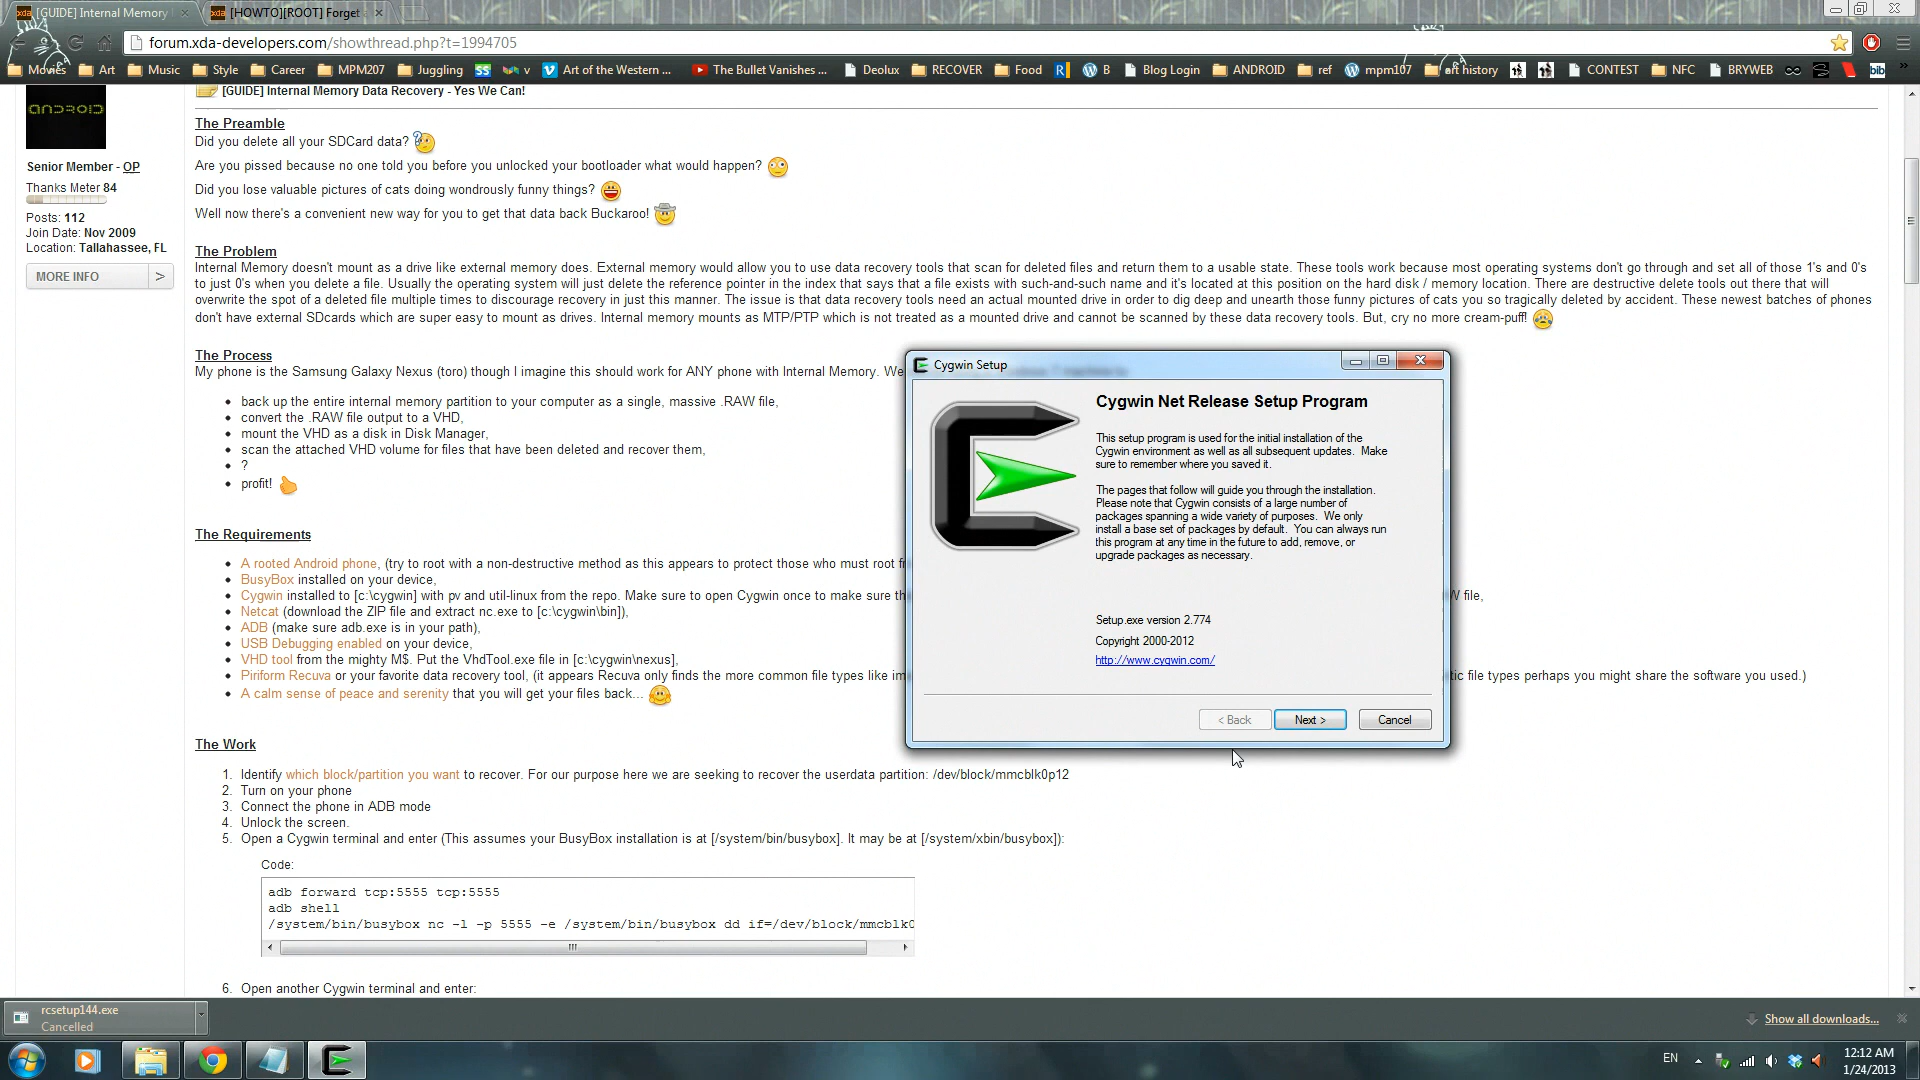 [GUIDE] Internal Memory
[HOWTO][ROOT] Forget
forum.xda-developers.com/showthread.php?t=1994705
Movies Art Music Style Career MPM207 Juggling SS v Art of the Western ... The Bullet Vanishes ... Deolux RECOVER Food R B Blog Login ANDROID ref mpm107 art history CONTEST NFC BRYWEB bib »
[GUIDE] Internal Memory Data Recovery - Yes We Can!
ANDROID
Senior Member - OP
Thanks Meter 84
Posts: 112
Join Date: Nov 2009
Location: Tallahassee, FL
MORE INFO >
The Preamble
Did you delete all your SDCard data?
Are you pissed because no one told you before you unlocked your bootloader what would happen?
Did you lose valuable pictures of cats doing wondrously funny things?
Well now there's a convenient new way for you to get that data back Buckaroo!
The Problem
Internal Memory doesn't mount as a drive like external memory does. External memory would allow you to use data recovery tools that scan for deleted files and return them to a usable state. These tools work because most operating systems don't go through and set all of those 1's and 0's
to just 0's when you delete a file. Usually the operating system will just delete the reference pointer in the index that says that a file exists with such-and-such name and it's located at this position on the hard disk / memory location. There are destructive delete tools out there that will
overwrite the spot of a deleted file multiple times to discourage recovery in just this manner. The issue is that data recovery tools need an actual mounted drive in order to dig deep and unearth those funny pictures of cats you so tragically deleted by accident. These newest batches of phones
don't have external SDcards which are super easy to mount as drives. Internal memory mounts as MTP/PTP which is not treated as a mounted drive and cannot be scanned by these data recovery tools. But, cry no more cream-puff!
The Process
My phone is the Samsung Galaxy Nexus (toro) though I imagine this should work for ANY phone with Internal Memory. We
• back up the entire internal memory partition to your computer as a single, massive .RAW file,
• convert the .RAW file output to a VHD,
• mount the VHD as a disk in Disk Manager,
• scan the attached VHD volume for files that have been deleted and recover them,
• ?
• profit!
The Requirements
• A rooted Android phone, (try to root with a non-destructive method as this appears to protect those who must root fr
• BusyBox installed on your device,
• Cygwin installed to [c:\cygwin] with pv and util-linux from the repo. Make sure to open Cygwin once to make sure tha W file,
• Netcat (download the ZIP file and extract nc.exe to [c:\cygwin\bin]),
• ADB (make sure adb.exe is in your path),
• USB Debugging enabled on your device,
• VHD tool from the mighty M$. Put the VhdTool.exe file in [c:\cygwin\nexus],
• Piriform Recuva or your favorite data recovery tool, (it appears Recuva only finds the more common file types like im tic file types perhaps you might share the software you used.)
• A calm sense of peace and serenity that you will get your files back...
The Work
1. Identify which block/partition you want to recover. For our purpose here we are seeking to recover the userdata partition: /dev/block/mmcblk0p12
2. Turn on your phone
3. Connect the phone in ADB mode
4. Unlock the screen.
5. Open a Cygwin terminal and enter (This assumes your BusyBox installation is at [/system/bin/busybox]. It may be at [/system/xbin/busybox]):
Code:
adb forward tcp:5555 tcp:5555
adb shell
/system/bin/busybox nc -l -p 5555 -e /system/bin/busybox dd if=/dev/block/mmcblk0
6. Open another Cygwin terminal and enter:
Cygwin Setup
Cygwin Net Release Setup Program
This setup program is used for the initial installation of the
Cygwin environment as well as all subsequent updates. Make
sure to remember where you saved it.
The pages that follow will guide you through the installation.
Please note that Cygwin consists of a large number of
packages spanning a wide variety of purposes. We only
install a base set of packages by default. You can always run
this program at any time in the future to add, remove, or
upgrade packages as necessary.
Setup.exe version 2.774
Copyright 2000-2012
http://www.cygwin.com/
< Back Next > Cancel
rcsetup144.exe
Cancelled
Show all downloads...
EN
12:12 AM
1/24/2013